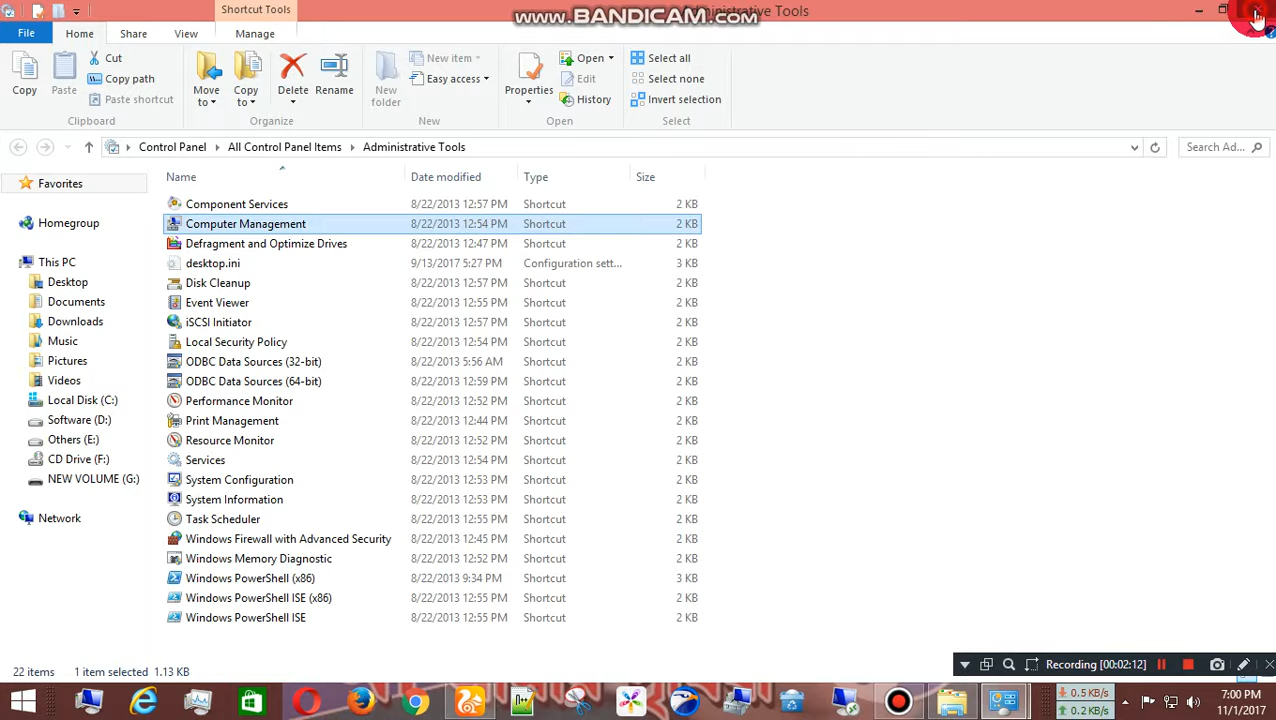 Shortcut Tools
www.BANDICAM.com
Administrative Tools
File
Home
Share
View
Manage
Copy
Paste
Cut
Copy path
Paste shortcut
Clipboard
Move to
Copy to
Delete
Rename
Organize
New folder
New item
Easy access
New
Properties
Open
Edit
History
Open
Select all
Select none
Invert selection
Select
Control Panel
All Control Panel Items
Administrative Tools
Search Ad...
Favorites
Homegroup
This PC
Desktop
Documents
Downloads
Music
Pictures
Videos
Local Disk (C:)
Software (D:)
Others (E:)
CD Drive (F:)
NEW VOLUME (G:)
Network
Name Date modified Type Size
Component Services 8/22/2013 12:57 PM Shortcut 2 KB
Computer Management 8/22/2013 12:54 PM Shortcut 2 KB
Defragment and Optimize Drives 8/22/2013 12:47 PM Shortcut 2 KB
desktop.ini 9/13/2017 5:27 PM Configuration sett... 3 KB
Disk Cleanup 8/22/2013 12:57 PM Shortcut 2 KB
Event Viewer 8/22/2013 12:55 PM Shortcut 2 KB
iSCSI Initiator 8/22/2013 12:57 PM Shortcut 2 KB
Local Security Policy 8/22/2013 12:54 PM Shortcut 2 KB
ODBC Data Sources (32-bit) 8/22/2013 5:56 AM Shortcut 2 KB
ODBC Data Sources (64-bit) 8/22/2013 12:59 PM Shortcut 2 KB
Performance Monitor 8/22/2013 12:52 PM Shortcut 2 KB
Print Management 8/22/2013 12:44 PM Shortcut 2 KB
Resource Monitor 8/22/2013 12:52 PM Shortcut 2 KB
Services 8/22/2013 12:54 PM Shortcut 2 KB
System Configuration 8/22/2013 12:53 PM Shortcut 2 KB
System Information 8/22/2013 12:53 PM Shortcut 2 KB
Task Scheduler 8/22/2013 12:55 PM Shortcut 2 KB
Windows Firewall with Advanced Security 8/22/2013 12:45 PM Shortcut 2 KB
Windows Memory Diagnostic 8/22/2013 12:52 PM Shortcut 2 KB
Windows PowerShell (x86) 8/22/2013 9:34 PM Shortcut 3 KB
Windows PowerShell ISE (x86) 8/22/2013 12:55 PM Shortcut 2 KB
Windows PowerShell ISE 8/22/2013 12:55 PM Shortcut 2 KB
22 items 1 item selected 1.13 KB
Recording [00:02:12]
0.5 KB/s
0.2 KB/s
7:00 PM
11/1/2017